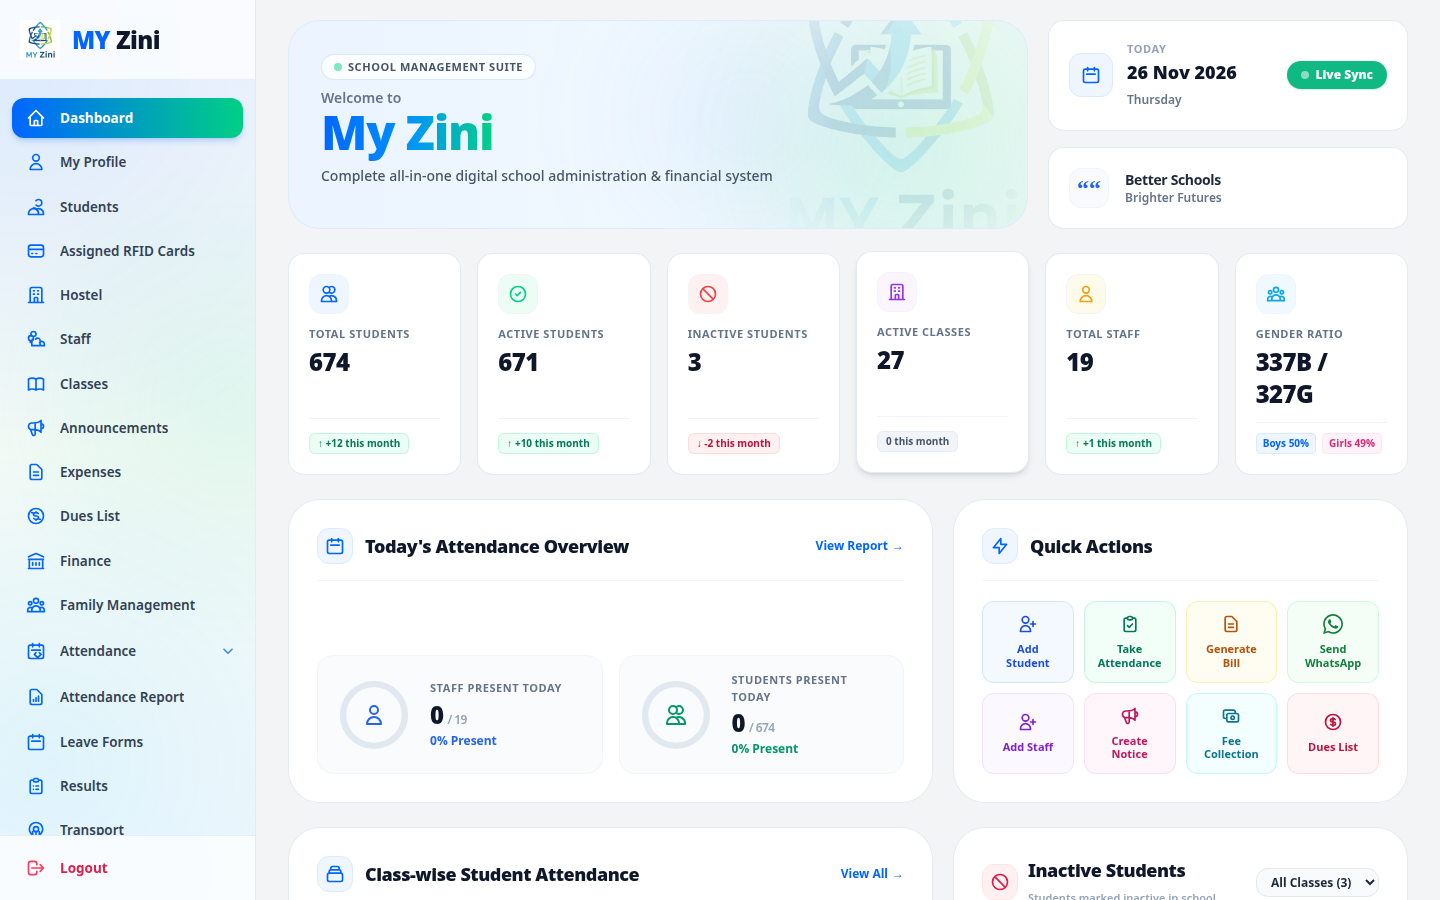 MY Zini
MY Zini
Dashboard
My Profile
Students
Assigned RFID Cards
Hostel
Staff
Classes
Announcements
Expenses
Dues List
Finance
Family Management
Attendance
Attendance Report
Leave Forms
Results
Transport
Logout
SCHOOL MANAGEMENT SUITE
Welcome to
My Zini
Complete all-in-one digital school administration & financial system
MY Zini
TODAY
26 Nov 2026
Thursday
Live Sync
““
Better Schools
Brighter Futures
TOTAL STUDENTS
674
↑ +12 this month
ACTIVE STUDENTS
671
↑ +10 this month
INACTIVE STUDENTS
3
↓ -2 this month
ACTIVE CLASSES
27
0 this month
TOTAL STAFF
19
↑ +1 this month
GENDER RATIO
337B /
327G
Boys 50%
Girls 49%
Today's Attendance Overview
View Report →
STAFF PRESENT TODAY
0 / 19
0% Present
STUDENTS PRESENT
TODAY
0 / 674
0% Present
Quick Actions
Add
Student
Take
Attendance
Generate
Bill
Send
WhatsApp
Add Staff
Create
Notice
Fee
Collection
Dues List
Class-wise Student Attendance
View All →
Inactive Students
Students marked inactive in school
All Classes (3)